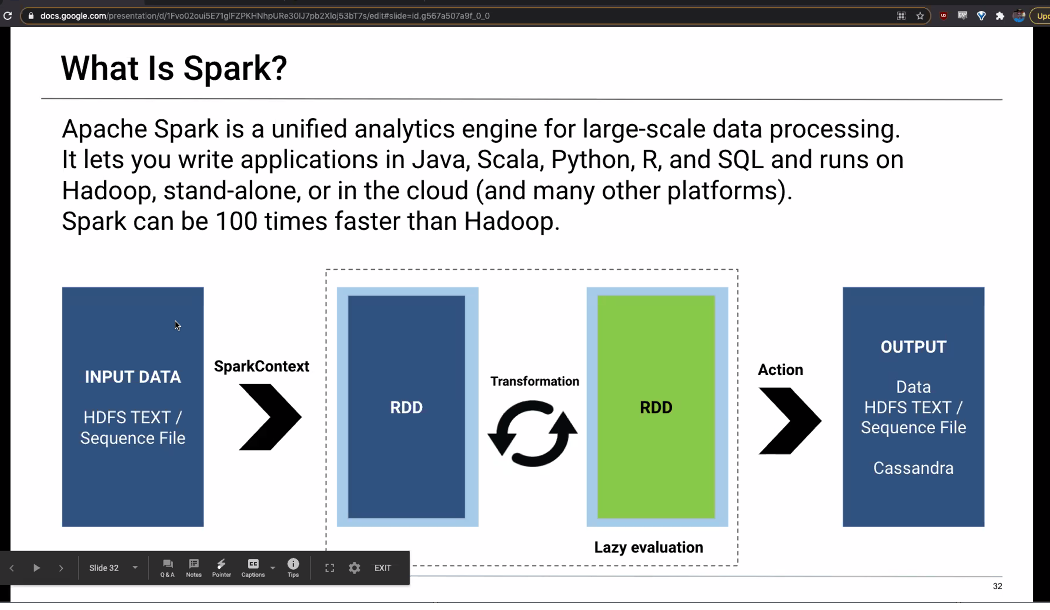 docs.google.com/presentation/d/1Fvo02oui5E71glFZPKHNhpURe30lJ7pb2Xloj53bT7s/edit#slide=id.g567a507a9f_0_0
Upd
What Is Spark?
Apache Spark is a unified analytics engine for large-scale data processing.
It lets you write applications in Java, Scala, Python, R, and SQL and runs on
Hadoop, stand-alone, or in the cloud (and many other platforms).
Spark can be 100 times faster than Hadoop.
INPUT DATA
HDFS TEXT /
Sequence File
SparkContext
RDD
Transformation
RDD
Lazy evaluation
Action
OUTPUT
Data
HDFS TEXT /
Sequence File
Cassandra
Slide 32
Q & A
Notes
Pointer
CC
Captions
Tips
EXIT
32